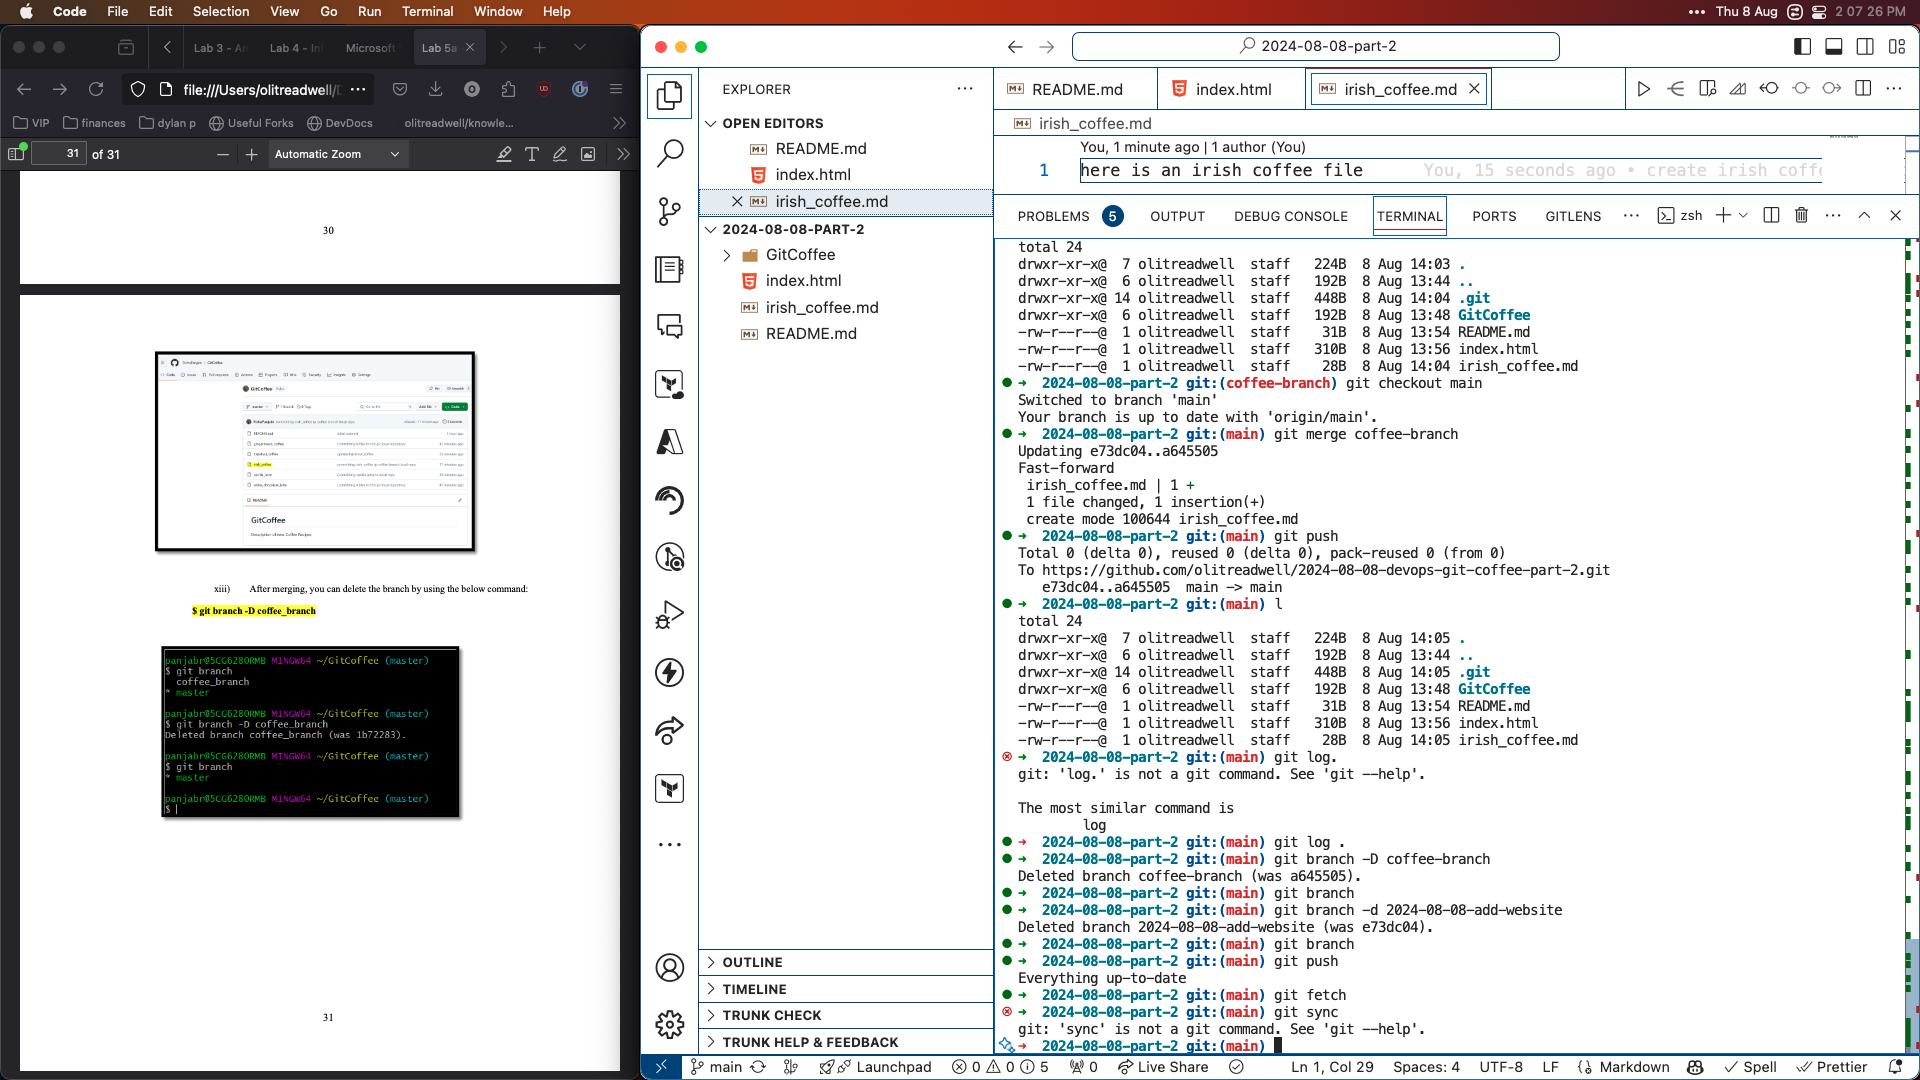 Code File Edit Selection View Go Run Terminal Window Help
Thu 8 Aug 2 07 26 PM
Lab 3 - A Lab 4 - In Microsoft Lab 5a
file:///Users/olitreadwell/
VIP finances dylan p Useful Forks DevDocs olitreadwell/knowle...
31 of 31 Automatic Zoom
30
GitCoffee
xiii) After merging, you can delete the branch by using the below command:
$ git branch -D coffee_branch
panjabr@5CG6280RMB MINGW64 ~/GitCoffee (master)
$ git branch
coffee_branch
* master
panjabr@5CG6280RMB MINGW64 ~/GitCoffee (master)
$ git branch -D coffee_branch
Deleted branch coffee_branch (was 1b72283).
panjabr@5CG6280RMB MINGW64 ~/GitCoffee (master)
$ git branch
* master
panjabr@5CG6280RMB MINGW64 ~/GitCoffee (master)
$
31
2024-08-08-part-2
EXPLORER
OPEN EDITORS
README.md
index.html
irish_coffee.md
2024-08-08-PART-2
GitCoffee
index.html
irish_coffee.md
README.md
OUTLINE
TIMELINE
TRUNK CHECK
TRUNK HELP & FEEDBACK
README.md index.html irish_coffee.md
irish_coffee.md
You, 1 minute ago | 1 author (You)
1 here is an irish coffee file You, 15 seconds ago • create irish coff
PROBLEMS 5 OUTPUT DEBUG CONSOLE TERMINAL PORTS GITLENS zsh
total 24
drwxr-xr-x@ 7 olitreadwell staff 224B 8 Aug 14:03 .
drwxr-xr-x@ 6 olitreadwell staff 192B 8 Aug 13:44 ..
drwxr-xr-x@ 14 olitreadwell staff 448B 8 Aug 14:04 .git
drwxr-xr-x@ 6 olitreadwell staff 192B 8 Aug 13:48 GitCoffee
-rw-r--r--@ 1 olitreadwell staff 31B 8 Aug 13:54 README.md
-rw-r--r--@ 1 olitreadwell staff 310B 8 Aug 13:56 index.html
-rw-r--r--@ 1 olitreadwell staff 28B 8 Aug 14:04 irish_coffee.md
➜ 2024-08-08-part-2 git:(coffee-branch) git checkout main
Switched to branch 'main'
Your branch is up to date with 'origin/main'.
➜ 2024-08-08-part-2 git:(main) git merge coffee-branch
Updating e73dc04..a645505
Fast-forward
irish_coffee.md | 1 +
1 file changed, 1 insertion(+)
create mode 100644 irish_coffee.md
➜ 2024-08-08-part-2 git:(main) git push
Total 0 (delta 0), reused 0 (delta 0), pack-reused 0 (from 0)
To https://github.com/olitreadwell/2024-08-08-devops-git-coffee-part-2.git
e73dc04..a645505 main -> main
➜ 2024-08-08-part-2 git:(main) l
total 24
drwxr-xr-x@ 7 olitreadwell staff 224B 8 Aug 14:05 .
drwxr-xr-x@ 6 olitreadwell staff 192B 8 Aug 13:44 ..
drwxr-xr-x@ 14 olitreadwell staff 448B 8 Aug 14:05 .git
drwxr-xr-x@ 6 olitreadwell staff 192B 8 Aug 13:48 GitCoffee
-rw-r--r--@ 1 olitreadwell staff 31B 8 Aug 13:54 README.md
-rw-r--r--@ 1 olitreadwell staff 310B 8 Aug 13:56 index.html
-rw-r--r--@ 1 olitreadwell staff 28B 8 Aug 14:05 irish_coffee.md
➜ 2024-08-08-part-2 git:(main) git log.
git: 'log.' is not a git command. See 'git --help'.
The most similar command is
log
➜ 2024-08-08-part-2 git:(main) git log .
➜ 2024-08-08-part-2 git:(main) git branch -D coffee-branch
Deleted branch coffee-branch (was a645505).
➜ 2024-08-08-part-2 git:(main) git branch
➜ 2024-08-08-part-2 git:(main) git branch -d 2024-08-08-add-website
Deleted branch 2024-08-08-add-website (was e73dc04).
➜ 2024-08-08-part-2 git:(main) git branch
➜ 2024-08-08-part-2 git:(main) git push
Everything up-to-date
➜ 2024-08-08-part-2 git:(main) git fetch
➜ 2024-08-08-part-2 git:(main) git sync
git: 'sync' is not a git command. See 'git --help'.
➜ 2024-08-08-part-2 git:(main)
main Launchpad 0 0 5 0 Live Share Ln 1, Col 29 Spaces: 4 UTF-8 LF Markdown Spell Prettier